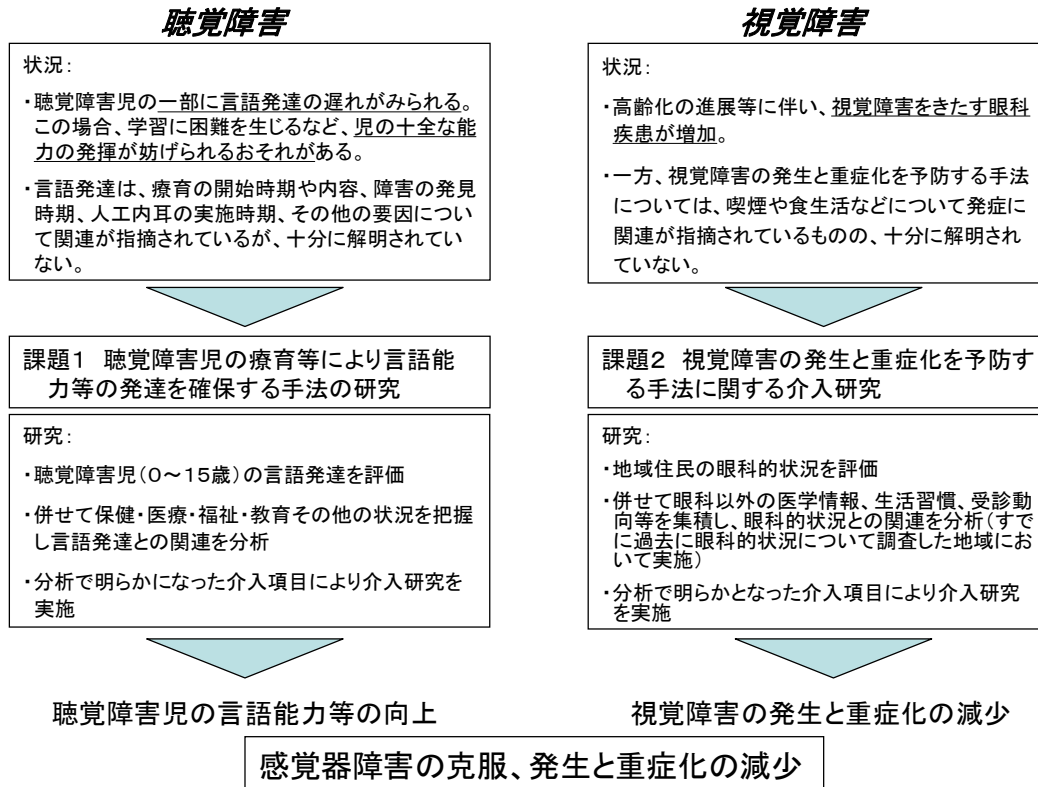 聴覚障害
状況:
・聴覚障害児の一部に言語発達の遅れがみられる。
この場合、学習に困難を生じるなど、児の十全な能
力の発揮が妨げられるおそれがある。
・言語発達は、療育の開始時期や内容、障害の発見
時期、人工内耳の実施時期、その他の要因につい
て関連が指摘されているが、十分に解明されてい
ない。
課題1 聴覚障害児の療育等により言語能
力等の発達を確保する手法の研究
研究:
・聴覚障害児(0~15歳)の言語発達を評価
・併せて保健・医療・福祉・教育その他の状況を把握
し言語発達との関連を分析
・分析で明らかになった介入項目により介入研究を
実施
聴覚障害児の言語能力等の向上
視覚障害
状況:
・高齢化の進展等に伴い、視覚障害をきたす眼科
疾患が増加。
・一方、視覚障害の発生と重症化を予防する手法
については、喫煙や食生活などについて発症に
関連が指摘されているものの、十分に解明され
ていない。
課題2 視覚障害の発生と重症化を予防す
る手法に関する介入研究
研究:
・地域住民の眼科的状況を評価
・併せて眼科以外の医学情報、生活習慣、受診動
向等を集積し、眼科的状況との関連を分析(すで
に過去に眼科的状況について調査した地域にお
いて実施)
・分析で明らかとなった介入項目により介入研究
を実施
視覚障害の発生と重症化の減少
感覚器障害の克服、発生と重症化の減少